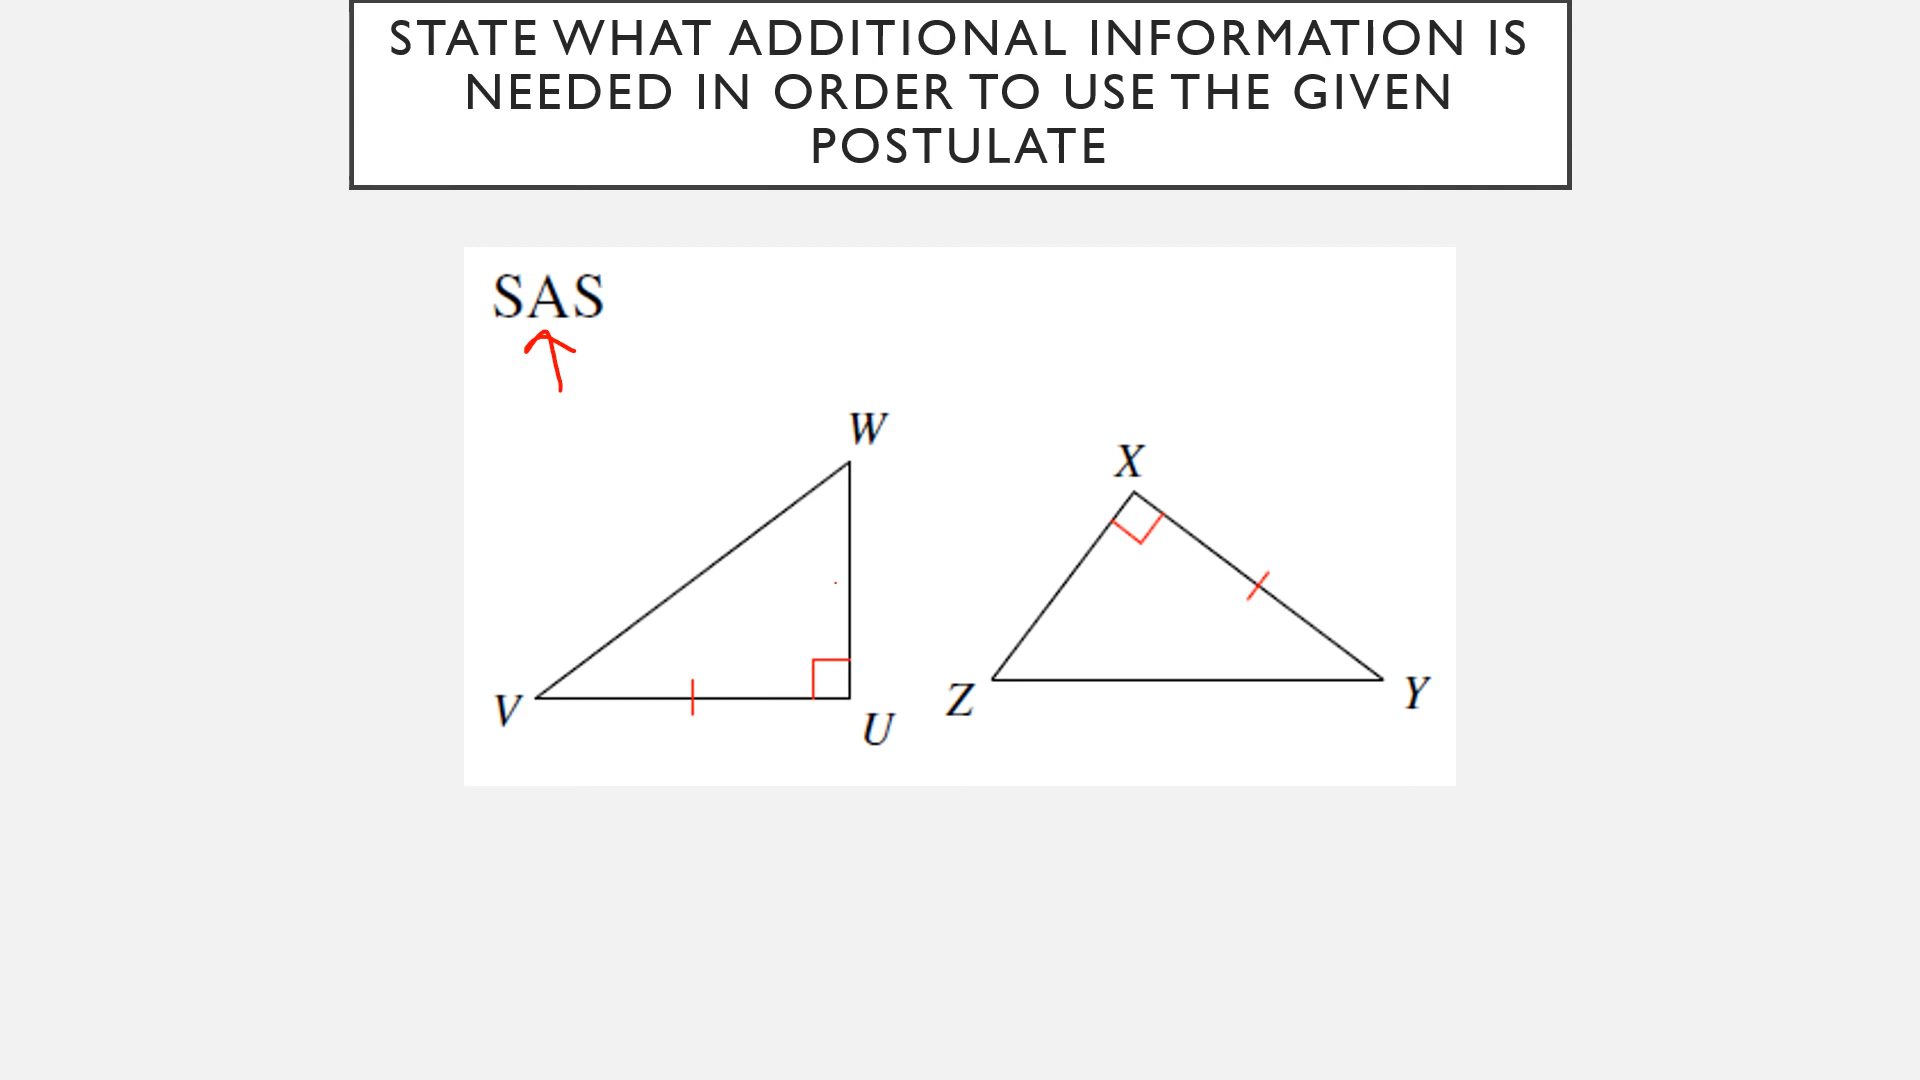 STATE WHAT ADDITIONAL INFORMATION IS
NEEDED IN ORDER TO USE THE GIVEN
POSTULATE
SAS
W
X
V
U
Z
Y